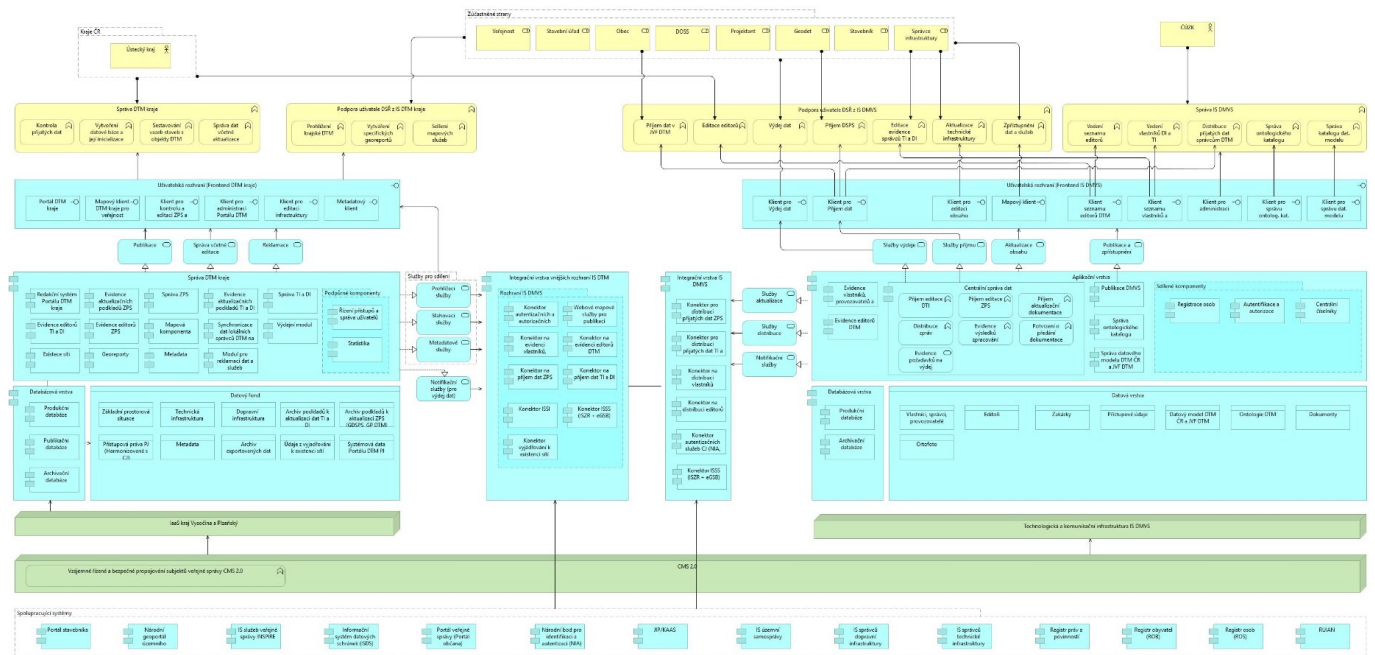 Zúčastněné strany
Kraje ČR
Ústecký kraj
Veřejnost
Stavební úřad
Obec
DOSS
Projektant
Geodet
Stavebník
Správce
infrastruktury
ČÚZK
Správa DTM kraje
Kontrola
přijatých dat
Vytvoření
datové báze a
její inicializace
Sestavování
vazeb staveb s
objekty DTM
Správa dat
včetně
aktualizace
Podpora uživatele DSŘ z IS DTM kraje
Prohlížení
krajské DTM
Vytváření
specifických
georeportů
Sdílení
mapových
služeb
Podpora uživatele DSŘ z IS DMVS
Příjem dat v
JVF DTM
Editace editorů
Výdej dat
Příjem DSPS
Editace
evidence
správců TI a DI
Aktualizace
technické
infrastruktury
Zpřístupnění
dat a služeb
Správa IS DMVS
Vedení
seznamu
editorů
Vedení
vlastníků DI a
TI
Distribuce
přijatých dat
správcům DTM
Správa
ontologického
katalogu
Správa
katalogu dat.
modelu
Uživatelská rozhraní (Frontend DTM kraje)
Portál DTM
kraje
Mapový klient
DTM kraje pro
veřejnost
Klient pro
kontrolu a
editaci ZPS a
Klient pro
administraci
Portálu DTM
Klient pro
editaci
infrastruktury
Metadatový
klient
Uživatelská rozhraní (Frontend IS DMVS)
Klient pro
Výdej dat
Klient pro
Příjem dat
Klient pro
editaci
obsahu
Mapový klient
Klient
seznamu
editorů DTM
Klient
seznamu
vlastníků a
Klient pro
administraci
Klient pro
správu
ontolog. kat.
Klient pro
správu dat.
modelu
Publikace
Správa včetně
editace
Reklamace
Služby výdeje
Služby příjmu
Aktualizace
obsahu
Publikace a
zpřístupnění
Správa DTM kraje
Redakční systém
Portálu DTM
kraje
Evidence
aktualizačních
podkladů ZPS
Správa ZPS
Evidence
aktualizačních
podkladů TI a DI
Správa TI a DI
Evidence editorů
TI a DI
Evidence editorů
ZPS
Mapová
komponenta
Synchronizace
dat lokálních
správců DTM na
Výdejní modul
Existence sítí
Georeporty
Metadata
Modul pro
reklamaci dat a
služeb
Podpůrné komponenty
Řízení přístupů a
správa uživatelů
Statistika
Služby pro sdílení
Prohlížecí
služby
Stahovací
služby
Metadatové
služby
Notifikační
služby (pro
výdej dat)
Integrační vrstva vnějších rozhraní IS DTM
Rozhraní IS DMVS
Konektor
autentizačních a
autorizačních
Webové mapové
služby pro
publikaci
Konektor na
evidenci
vlastníků,
Konektor na
evidenci editorů
DTM
Konektor na
příjem dat ZPS
Konektor na
příjem dat TI a DI
Konektor ISSI
Konektor ISSS
(ISZR – eGSB)
Konektor
vyjadřování k
existenci sítí
Integrační vrstva IS
DMVS
Konektor pro
distribuci
přijatých dat ZPS
Konektor pro
distribuci
přijatých dat TI a
Konektor na
distribuci
vlastníků
Konektor na
distribuci editorů
Konektor
autentizačních
služeb CJ (NIA,
Konektor ISSS
(ISZR – eGSB)
Služby
aktualizace
Služby
distribuce
Notifikační
služby
Aplikační vrstva
Evidence
vlastníků,
provozovatelů a
Evidence editorů
DTM
Centrální správa dat
Příjem editace
DTI
Příjem editace
ZPS
Příjem
aktualizační
dokumentace
Distribuce
zpráv
Evidence
výsledků
zpracování
Potvrzení o
předání
dokumentace
Evidence
požadavků na
výdej
Publikace DMVS
Správa
ontologického
katalogu
Správa datového
modelu DTM ČR
a JVF DTM
Sdílené komponenty
Registrace osob
Autentifikace a
autorizace
Centrální
číselníky
Databázová vrstva
Produkční
databáze
Publikační
databáze
Archivační
databáze
Datový fond
Základní prostorová
situace
Technická
infrastruktura
Dopravní
infrastruktura
Archiv podkladů k
aktualizaci dat TI a
DI
Archiv podkladů k
aktualizaci ZPS
(GDSPS, GP DTM)
Přístupová práva PJ
(Harmonizovaná s
Metadata
Archiv
exportovaných dat
Údaje z vyjadřování
k existenci sítí
Systémová data
Portálu DTM PJ
Databázová vrstva
Produkční
databáze
Archivační
databáze
Datová vrstva
Vlastníci, správci,
provozovatelé
Editoři
Zakázky
Přístupové údaje
Datový model DTM
ČR a JVF DTM
Ontologie DTM
Dokumenty
Ortofoto
IaaS kraj Vysočina a Plzeňský
Technologická a komunikační infrastruktura IS DMVS
CMS 2.0
Vzájemné řízené a bezpečné propojování subjektů veřejné správy CMS 2.0
Spolupracující systémy
Portál stavebníka
Národní
geoportál
územního
IS služeb veřejné
správy INSPIRE
Informační
systém datových
schránek (ISDS)
Portál veřejné
správy (Portál
občana)
Národní bod pro
identifikaci a
autentizaci (NIA)
JIP/KAAS
IS územní
samosprávy
IS správců
dopravní
infrastruktury
IS správců
technické
infrastruktury
Registr práv a
povinností
Registr obyvatel
(ROB)
Registr osob
(ROS)
RUIAN